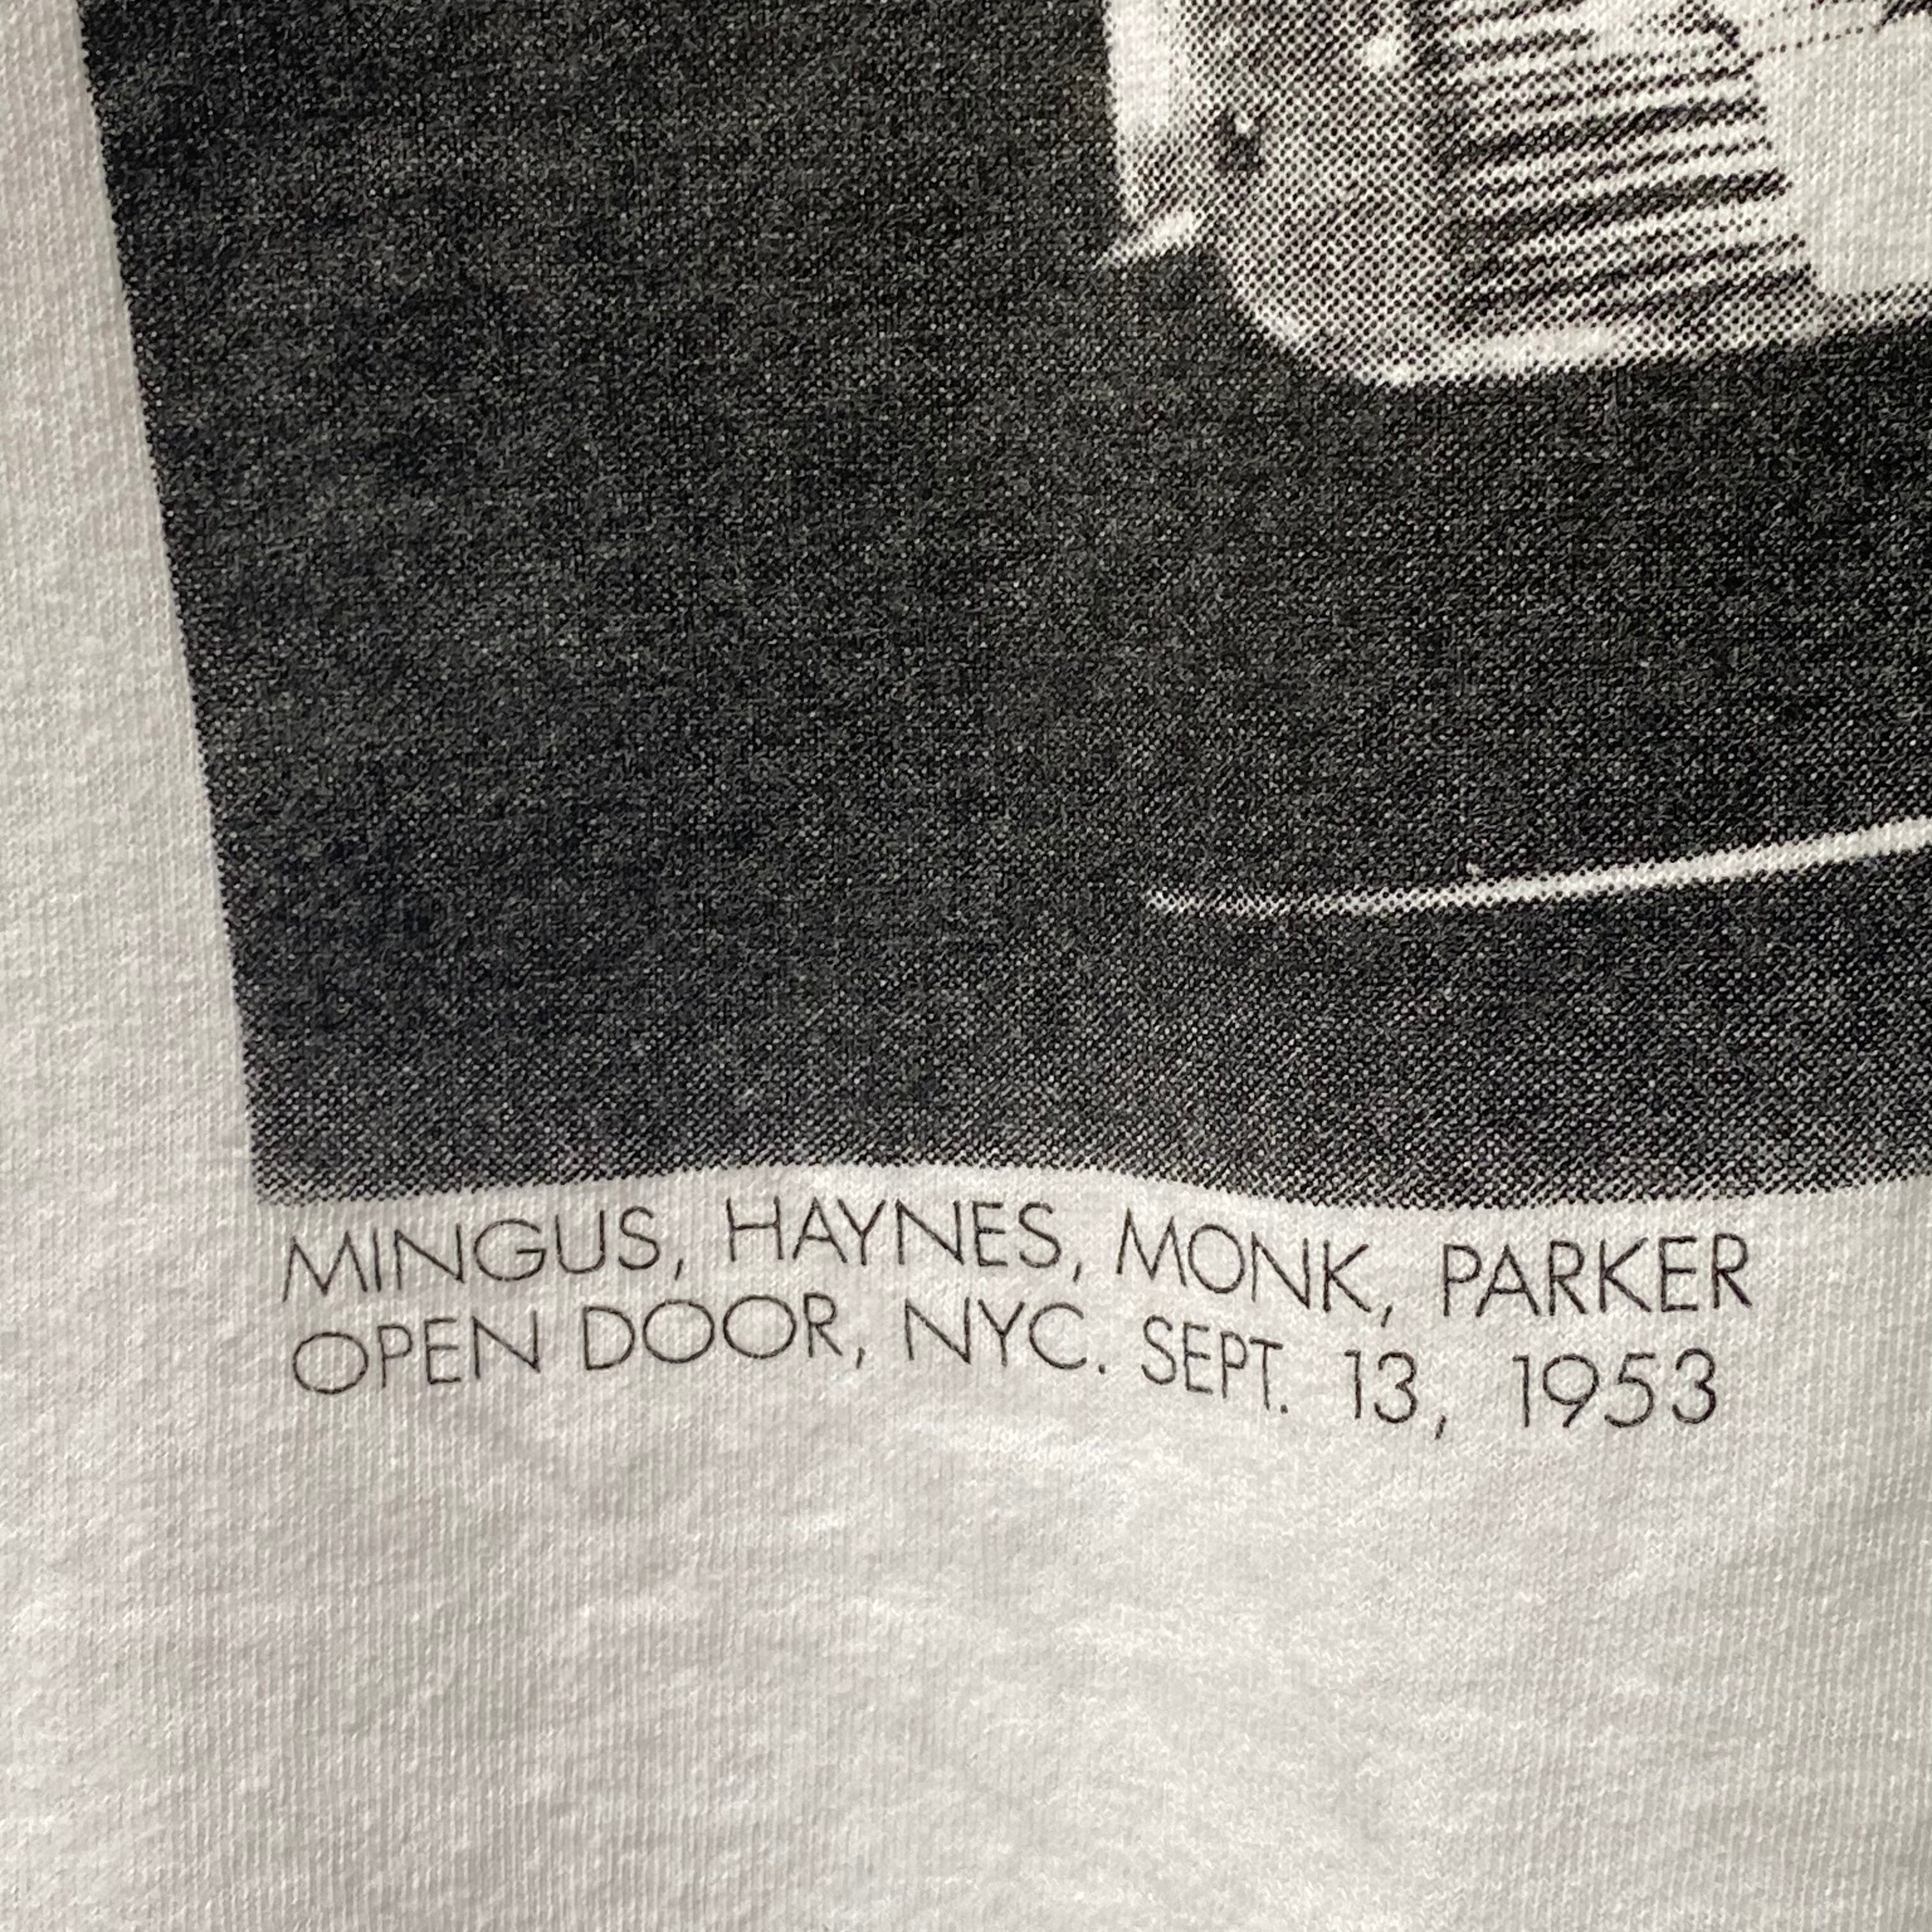 MINGUS, HAYNES, MONK, PARKER
OPEN DOOR, NYC. SEPT. 13, 1953